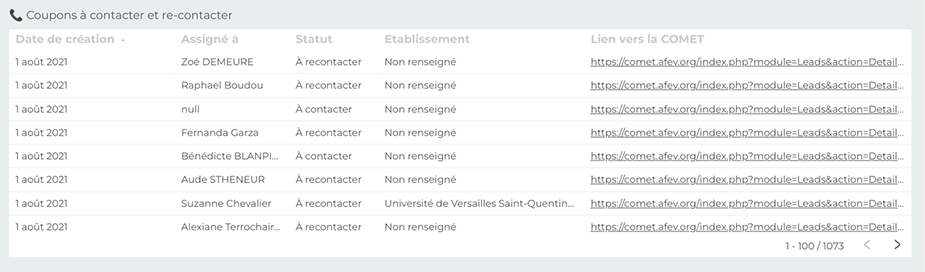 Coupons à contacter et re-contacter
Date de création Assigné à Statut Etablissement Lien vers la COMET
1 août 2021 Zoé DEMEURE À recontacter Non renseigné https://comet.afev.org/index.php?module=Leads&action=Detail...
1 août 2021 Raphael Boudou À recontacter Non renseigné https://comet.afev.org/index.php?module=Leads&action=Detail...
1 août 2021 null À contacter Non renseigné https://comet.afev.org/index.php?module=Leads&action=Detail...
1 août 2021 Fernanda Garza À recontacter Non renseigné https://comet.afev.org/index.php?module=Leads&action=Detail...
1 août 2021 Bénédicte BLANPI... À contacter Non renseigné https://comet.afev.org/index.php?module=Leads&action=Detail...
1 août 2021 Aude STHENEUR À recontacter Non renseigné https://comet.afev.org/index.php?module=Leads&action=Detail...
1 août 2021 Suzanne Chevalier À recontacter Université de Versailles Saint-Quentin... https://comet.afev.org/index.php?module=Leads&action=Detail...
1 août 2021 Alexiane Terrochair... À recontacter Non renseigné https://comet.afev.org/index.php?module=Leads&action=Detail...
1 - 100 / 1073